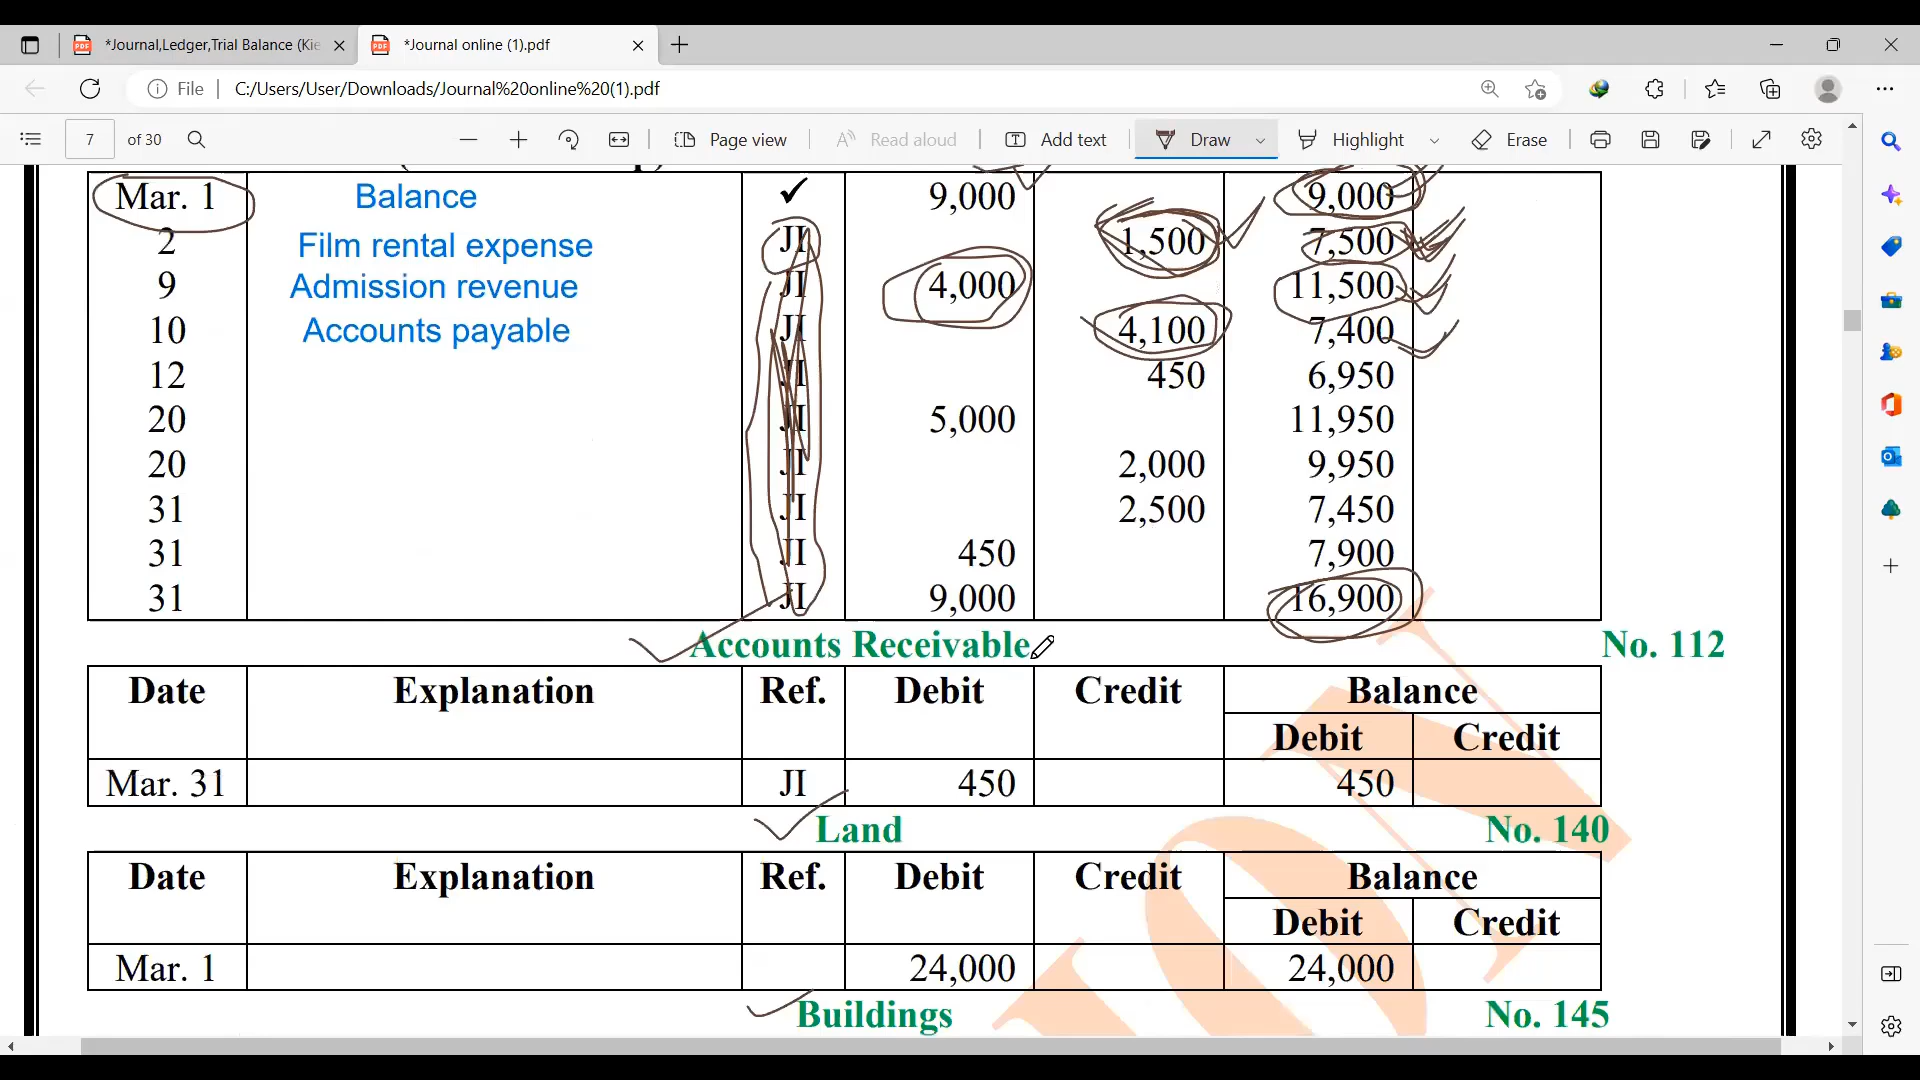 *Journal,Ledger,Trial Balance (Kie
*Journal online (1).pdf
File C:/Users/User/Downloads/Journal%20online%20(1).pdf
7 of 30 Page view Read aloud Add text Draw Highlight Erase
Mar. 1 Balance ✓ 9,000 9,000
2 Film rental expense JI 1,500 7,500
9 Admission revenue JI 4,000 11,500
10 Accounts payable JI 4,100 7,400
12 JI 450 6,950
20 JI 5,000 11,950
20 JI 2,000 9,950
31 JI 2,500 7,450
31 JI 450 7,900
31 JI 9,000 16,900
Accounts Receivable No. 112
Date Explanation Ref. Debit Credit Balance
Debit Credit
Mar. 31 JI 450 450
Land No. 140
Date Explanation Ref. Debit Credit Balance
Debit Credit
Mar. 1 24,000 24,000
Buildings No. 145